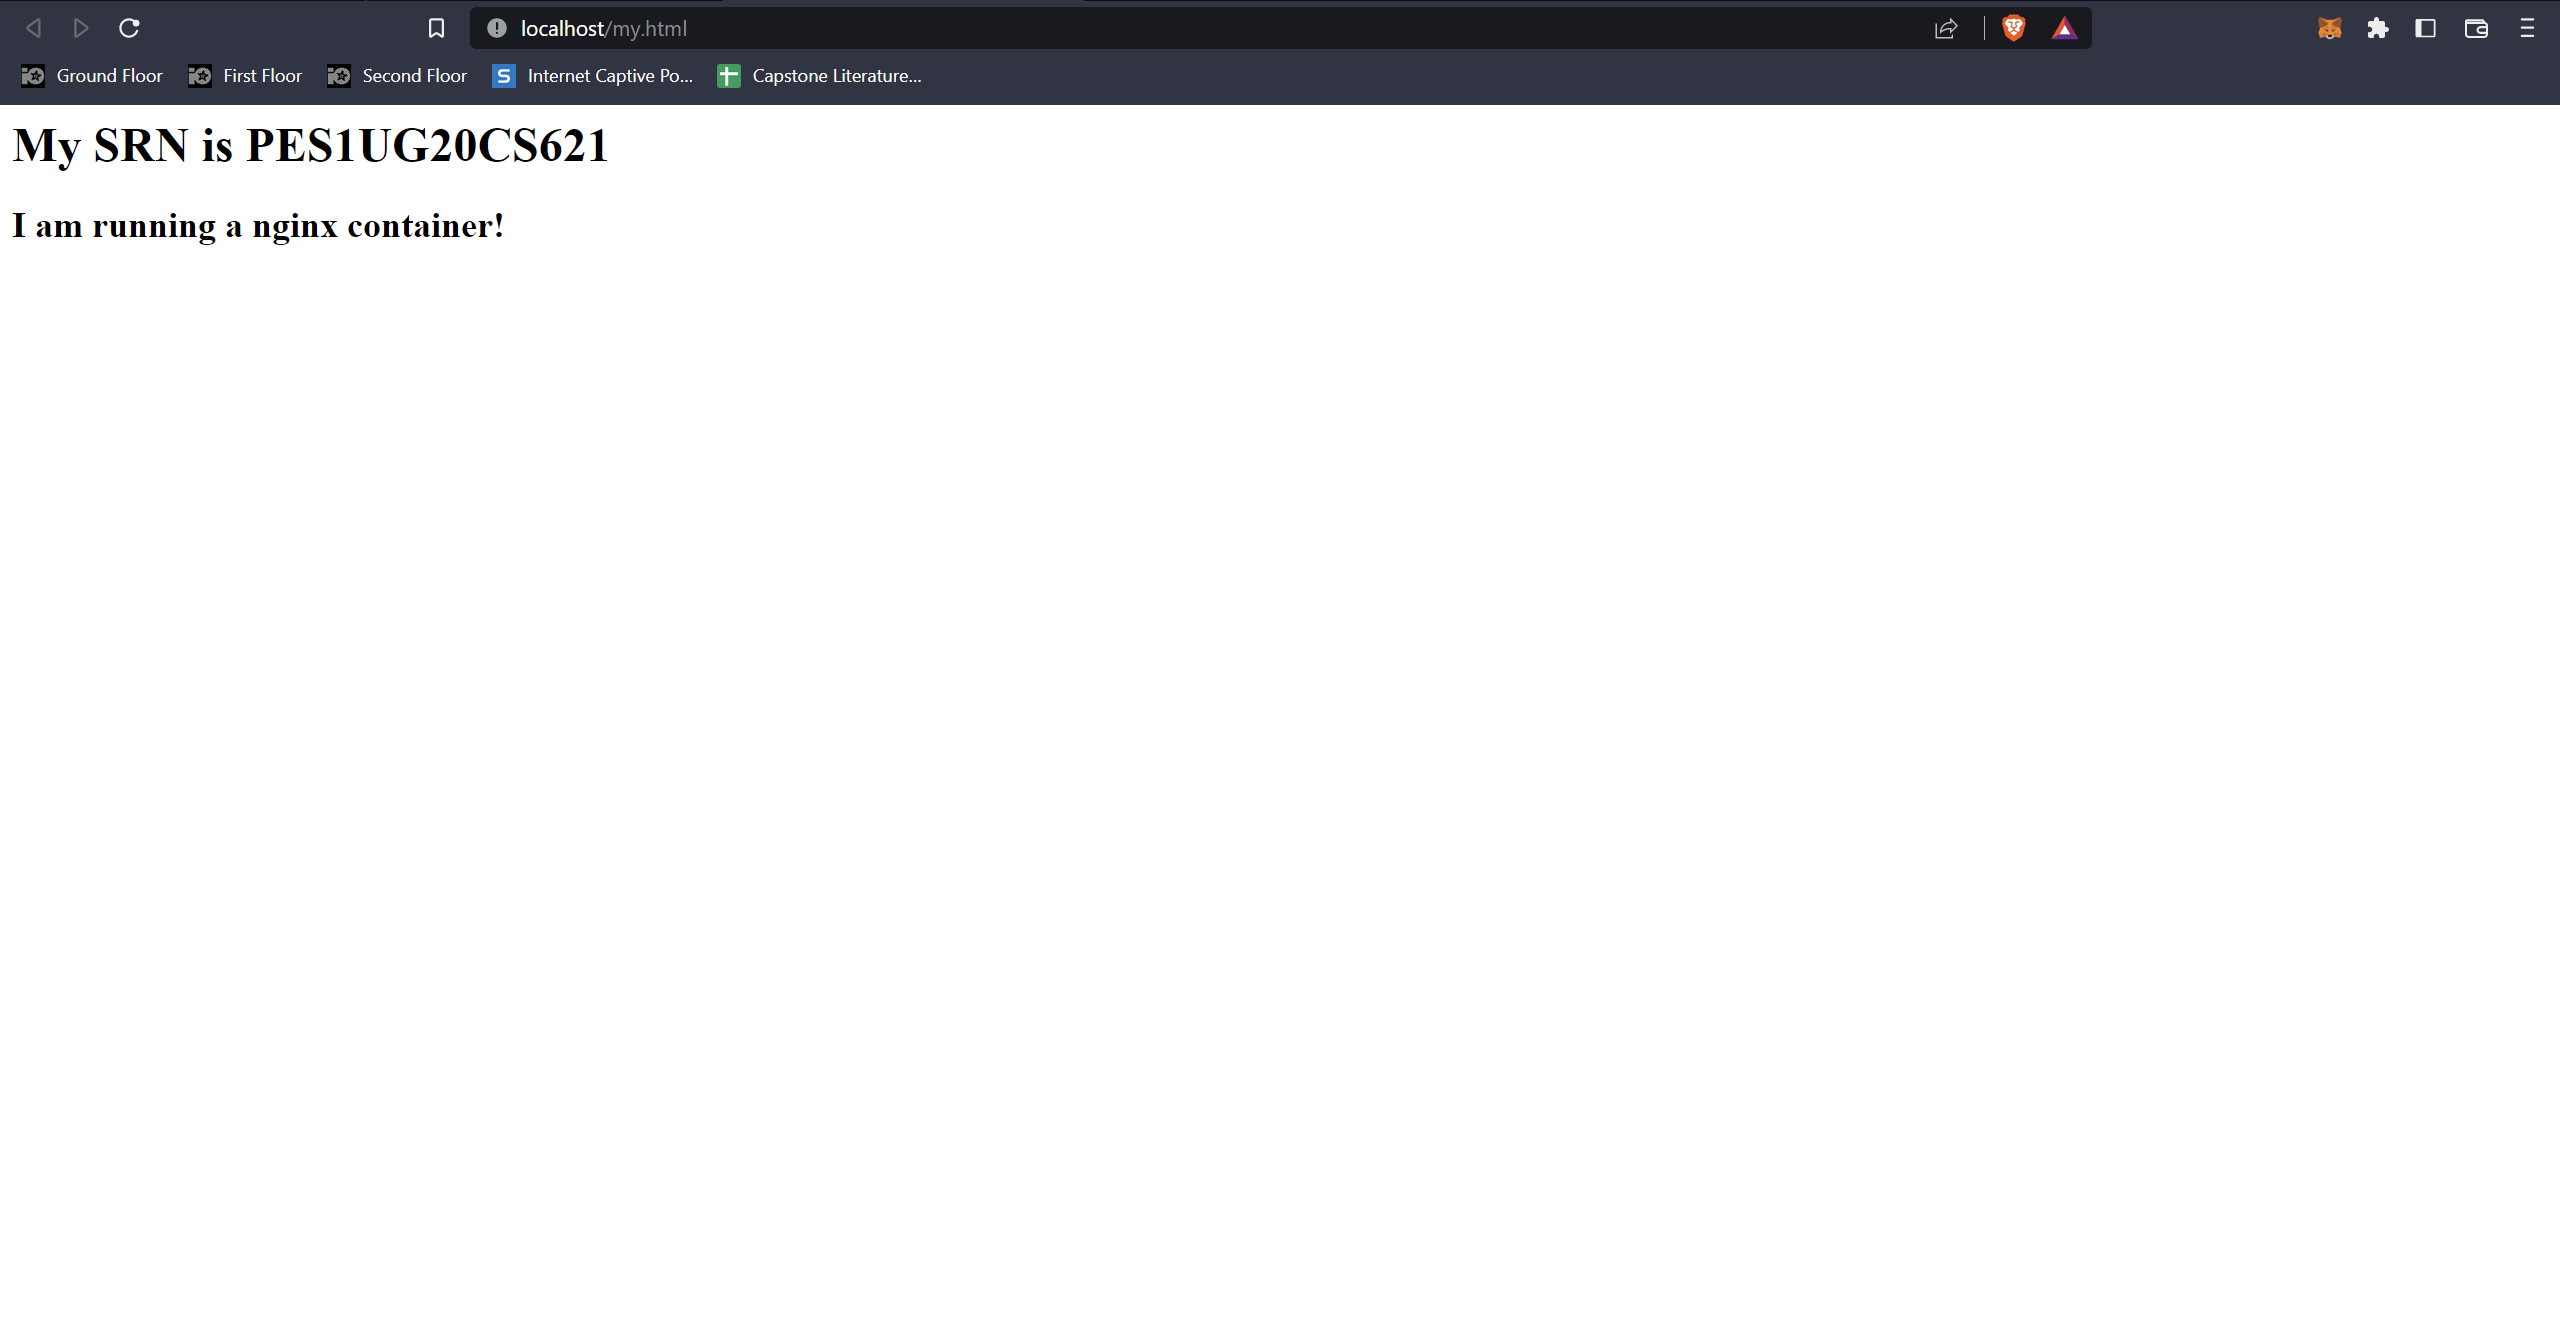 localhost/my.html
Ground Floor First Floor Second Floor Internet Captive Po... Capstone Literature...
My SRN is PES1UG20CS621
I am running a nginx container!